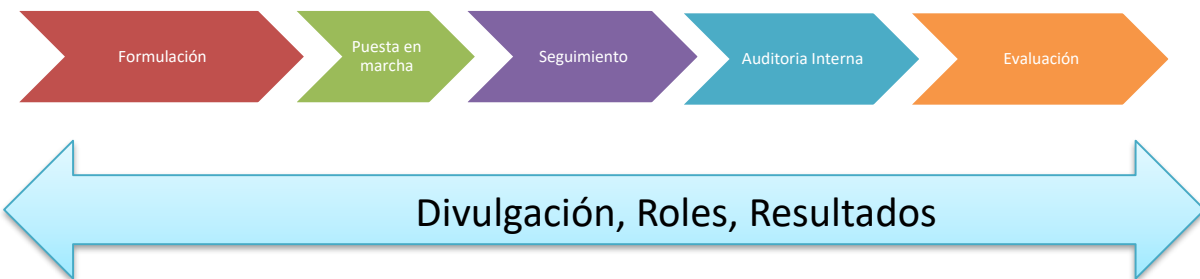 Formulación
Puesta en
marcha
Seguimiento
Auditoria Interna
Evaluación
Divulgación, Roles, Resultados